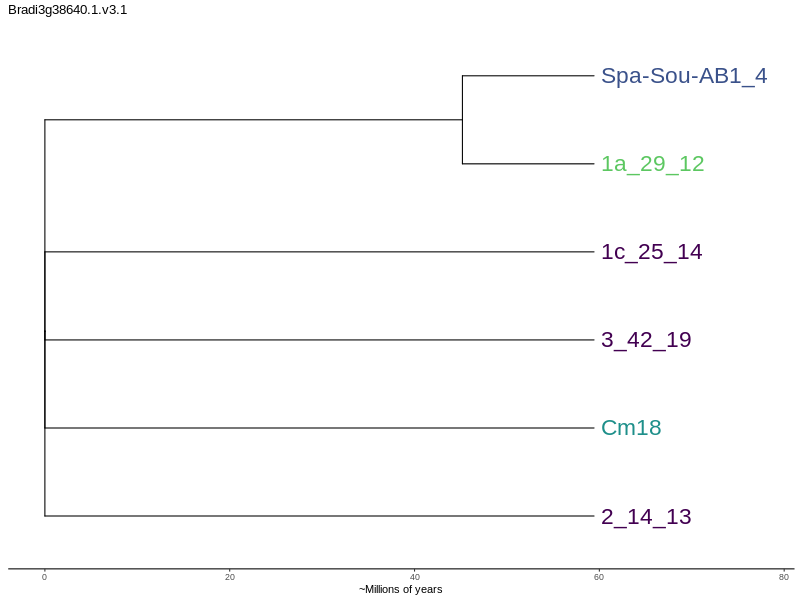 Bradi3g38640.1.v3.1
Spa-Sou-AB1_4
1a_29_12
1c_25_14
3_42_19
Cm18
2_14_13
0 20 40 60 80
~Millions of years